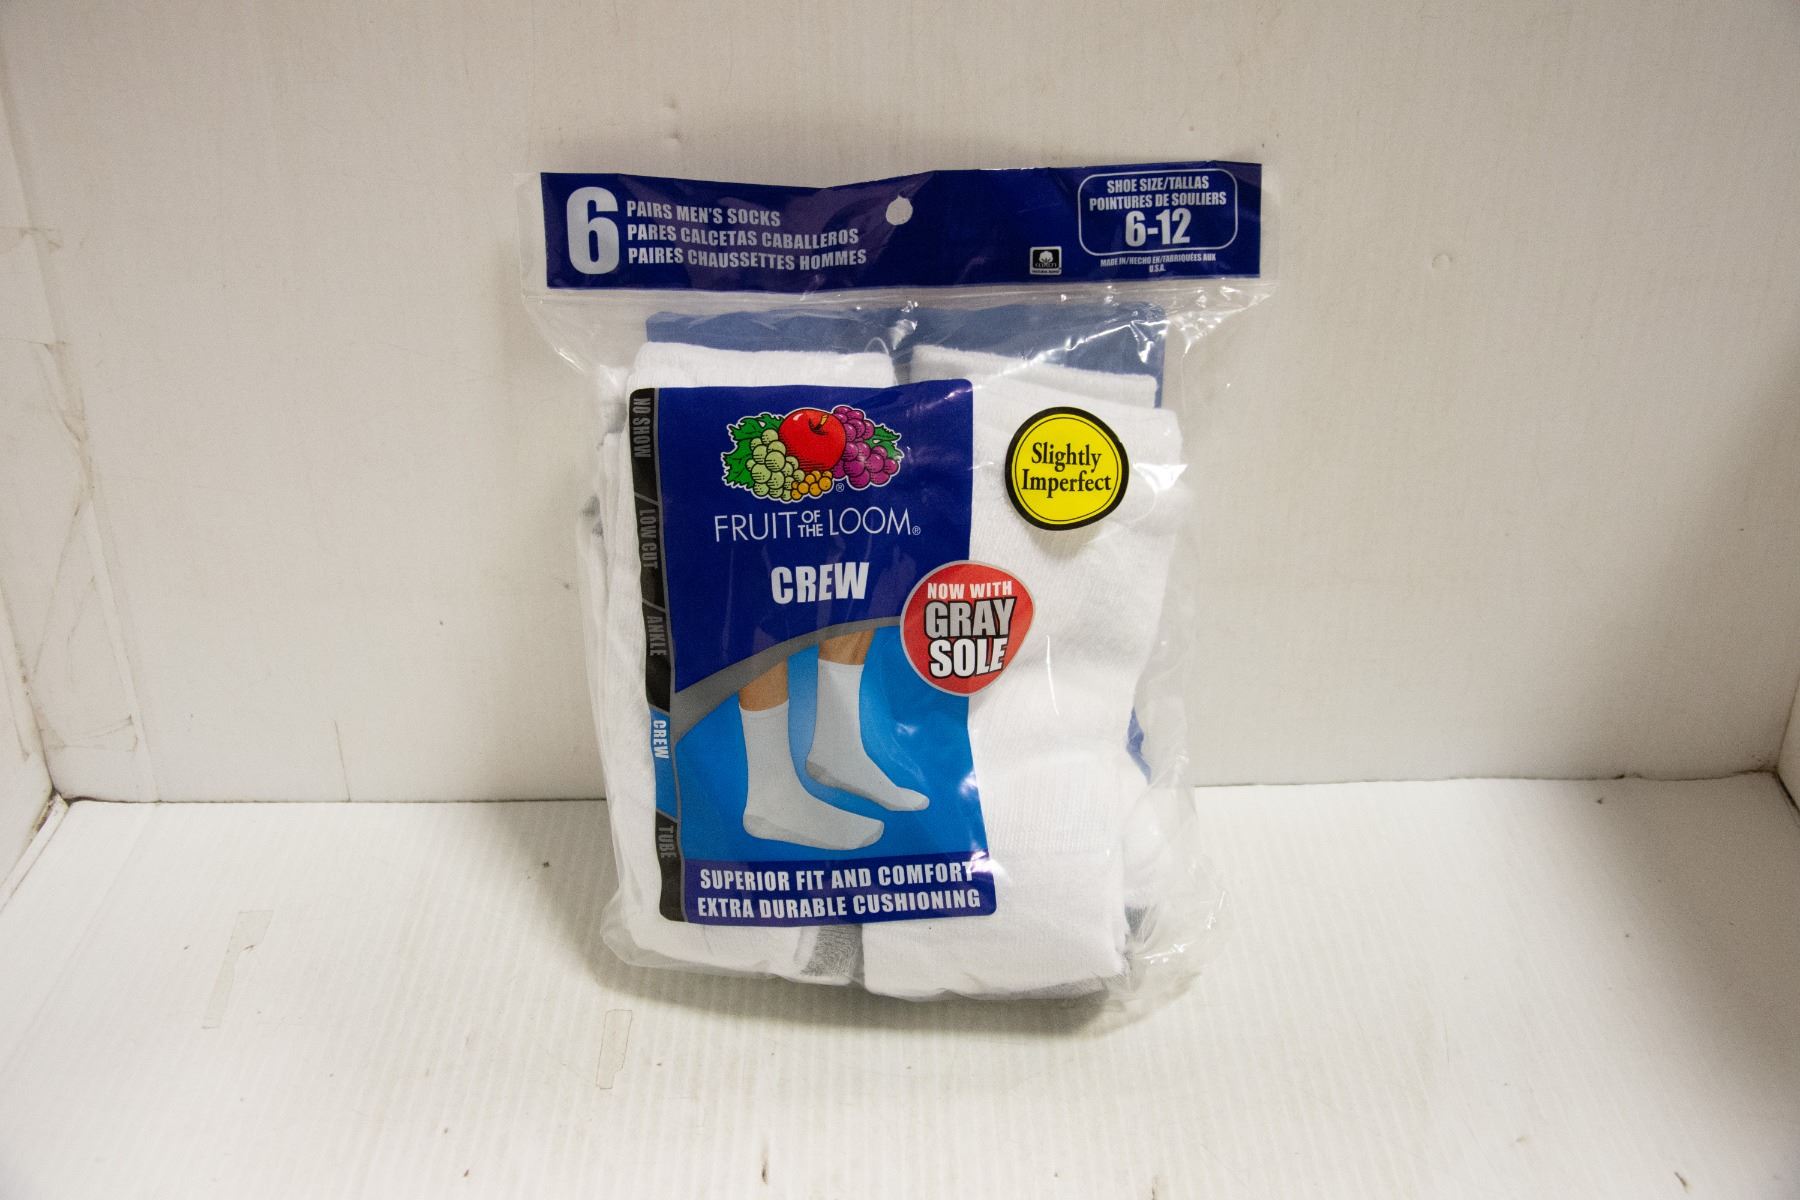 6
PAIRS MEN'S SOCKS
PARES CALCETAS CABALLEROS
PAIRES CHAUSSETTES HOMMES
SHOE SIZE/TALLAS
POINTURES DE SOULIERS
6-12
MADE IN/HECHO EN/FABRIQUÉES AUX
U.S.A.
NO SHOW
LOW CUT
ANKLE
CREW
TUBE
FRUIT OF THE LOOM®
CREW
Slightly
Imperfect
NOW WITH
GRAY
SOLE
SUPERIOR FIT AND COMFORT
EXTRA DURABLE CUSHIONING